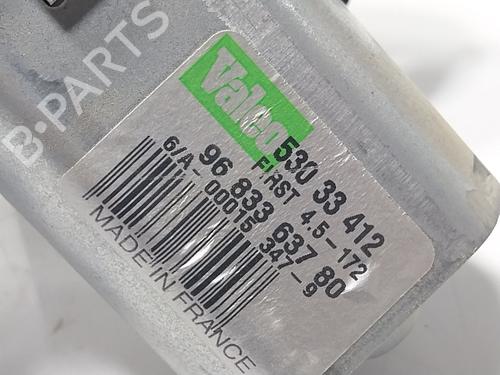 B-PARTS
Valeo
530 33 412
FIRST 4.5-172
96 833 637 80
6/A_00015 347-9
MADE IN FRANCE